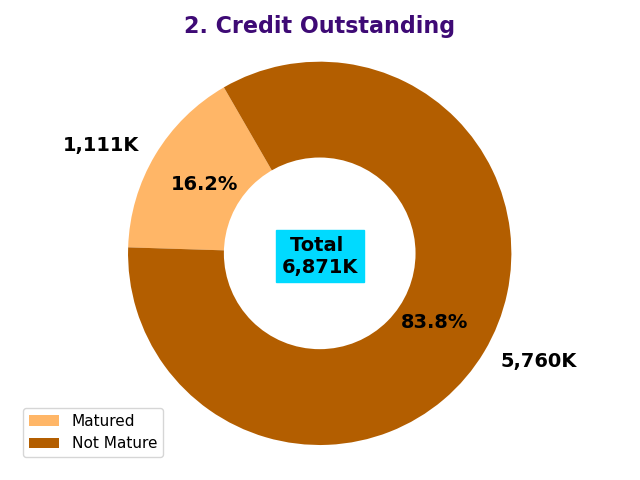 2. Credit Outstanding
1,111K
16.2%
Total
6,871K
83.8%
5,760K
Matured
Not Mature